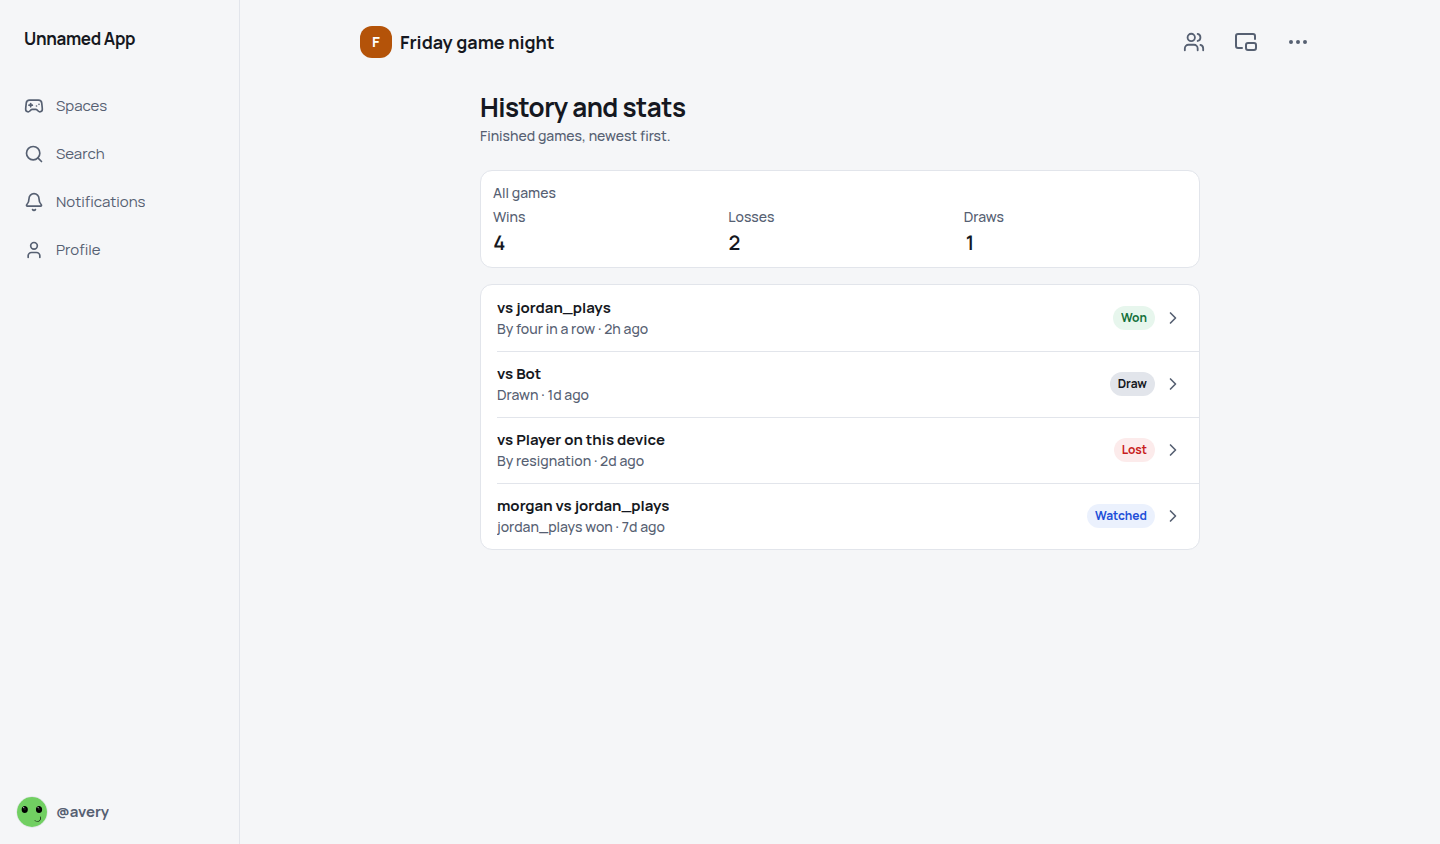 Unnamed App
Spaces
Search
Notifications
Profile
@avery
F
Friday game night
History and stats
Finished games, newest first.
All games
Wins
4
Losses
2
Draws
1
vs jordan_plays
By four in a row · 2h ago
Won
vs Bot
Drawn · 1d ago
Draw
vs Player on this device
By resignation · 2d ago
Lost
morgan vs jordan_plays
jordan_plays won · 7d ago
Watched